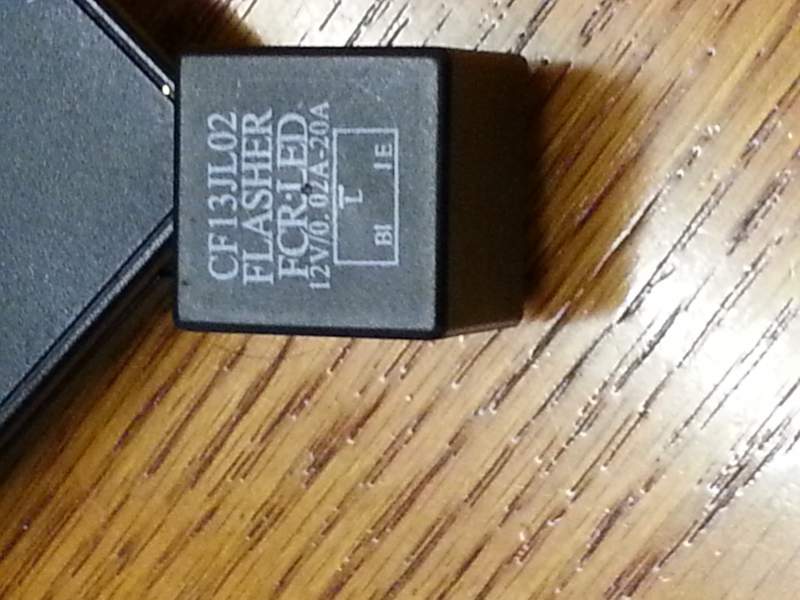 CF13JL02
FLASHER
FCR·LED
12V/0.02A-20A
L
BI IE